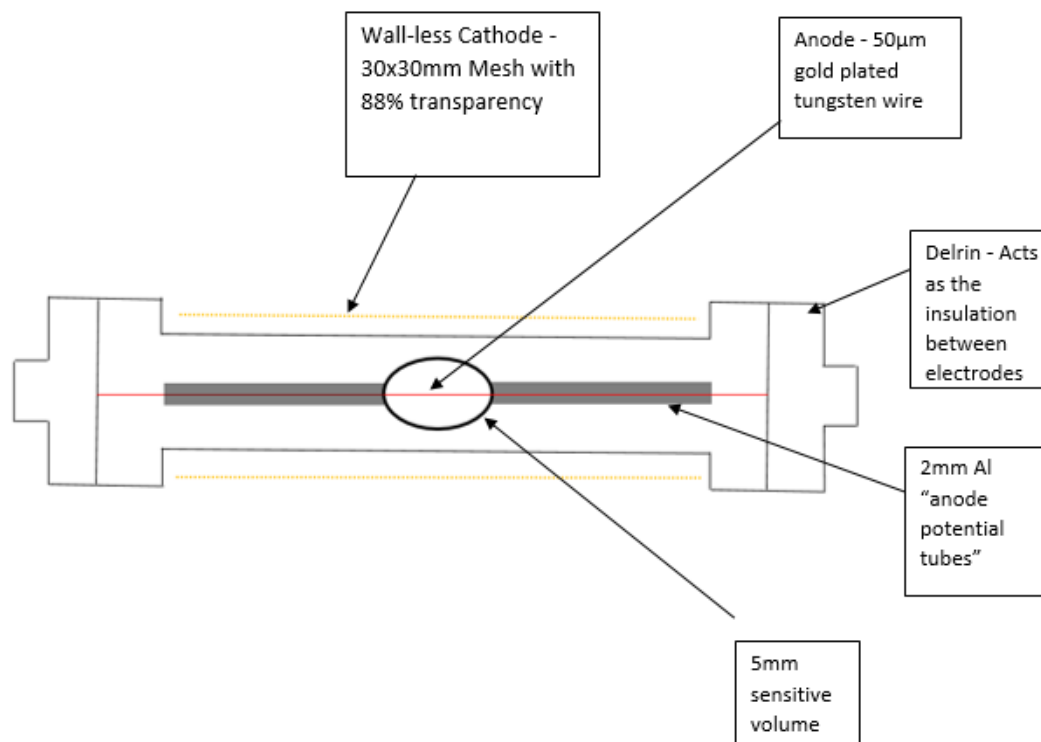 Wall-less Cathode -
30x30mm Mesh with
88% transparency
Anode - 50µm
gold plated
tungsten wire
Delrin - Acts
as the
insulation
between
electrodes
2mm Al
“anode
potential
tubes”
5mm
sensitive
volume